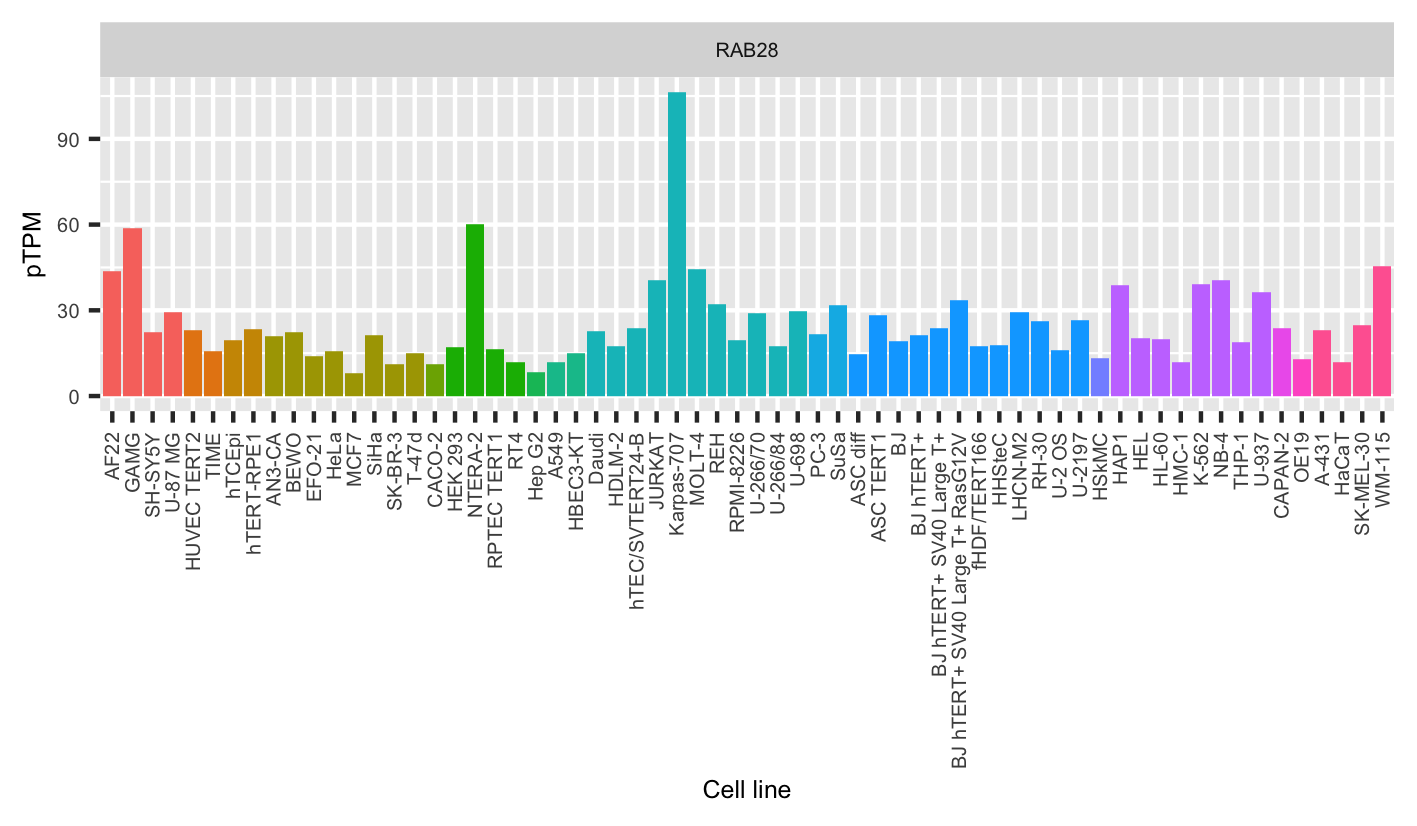 RAB28
pTPM
90
60
30
0
AF22
GAMG
SH-SY5Y
U-87 MG
HUVEC TERT2
TIME
hTCEpi
hTERT-RPE1
AN3-CA
BEWO
EFO-21
HeLa
MCF7
SiHa
SK-BR-3
T-47d
CACO-2
HEK 293
NTERA-2
RPTEC TERT1
RT4
Hep G2
A549
HBEC3-KT
Daudi
HDLM-2
hTEC/SVTERT24-B
JURKAT
Karpas-707
MOLT-4
REH
RPMI-8226
U-266/70
U-266/84
U-698
PC-3
SuSa
ASC diff
ASC TERT1
BJ
BJ hTERT+
BJ hTERT+ SV40 Large T+
BJ hTERT+ SV40 Large T+ RasG12V
fHDF/TERT166
HHSteC
LHCN-M2
RH-30
U-2 OS
U-2197
HSkMC
HAP1
HEL
HL-60
HMC-1
K-562
NB-4
THP-1
U-937
CAPAN-2
OE19
A-431
HaCaT
SK-MEL-30
WM-115
Cell line